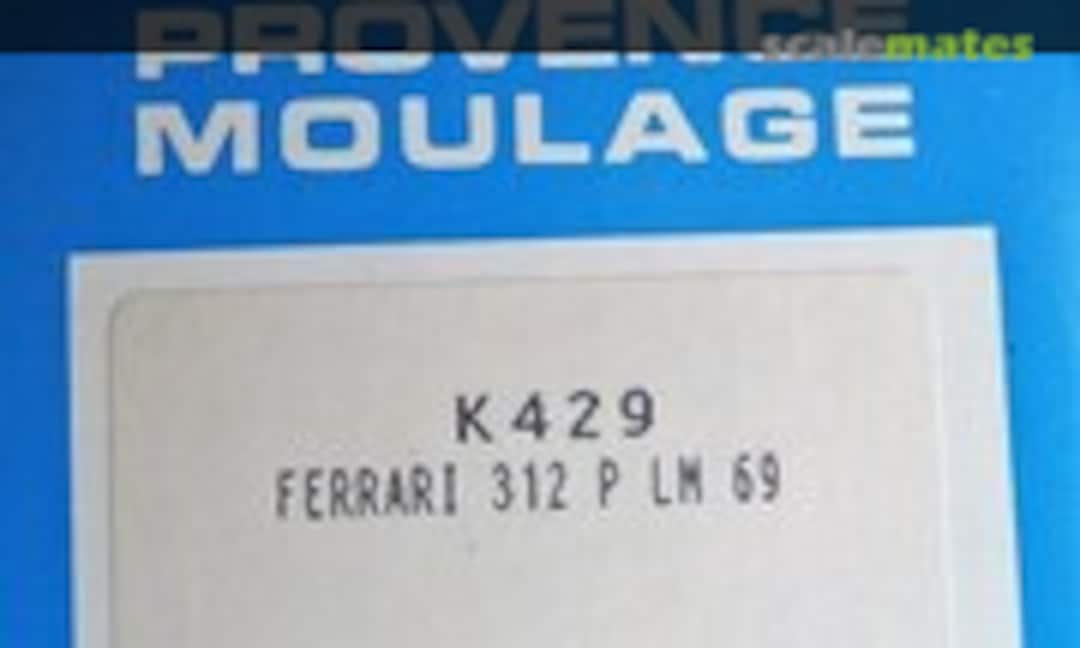 PROVENCE
scalemates
MOULAGE
K429
FERRARI 312 P LM 69